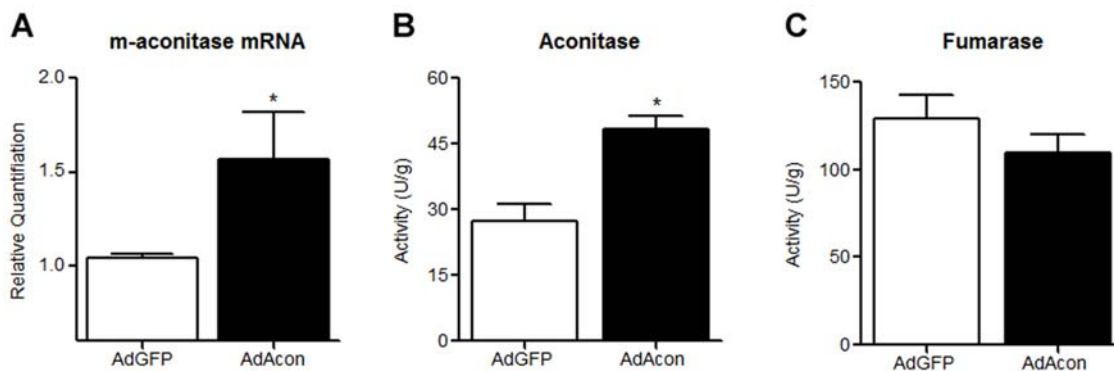 A
m-aconitase mRNA
Relative Quantifiation
2.0
1.5
1.0
*
AdGFP AdAcon
B
Aconitase
Activity (U/g)
60
45
30
15
0
*
AdGFP AdAcon
C
Fumarase
Activity (U/g)
150
100
50
0
AdGFP AdAcon